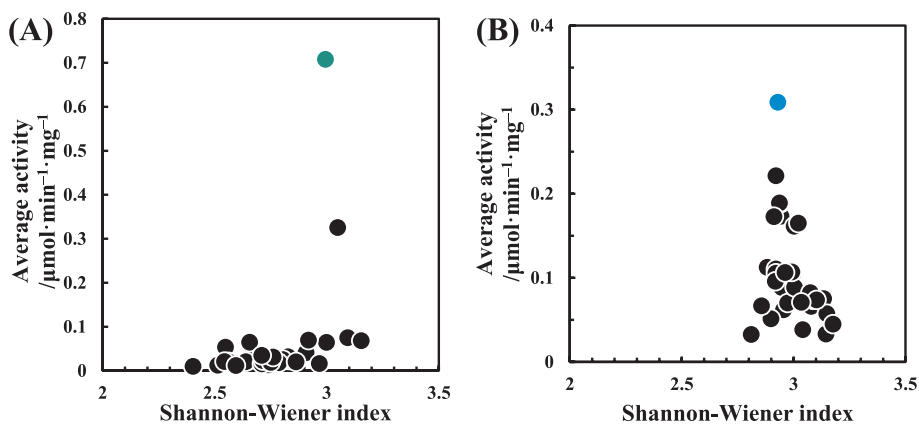 (A)
Average activity
/μmol·min⁻¹·mg⁻¹
0.8
0.7
0.6
0.5
0.4
0.3
0.2
0.1
0
2
2.5
3
3.5
Shannon-Wiener index
(B)
Average activity
/μmol·min⁻¹·mg⁻¹
0.4
0.3
0.2
0.1
0
2
2.5
3
3.5
Shannon-Wiener index